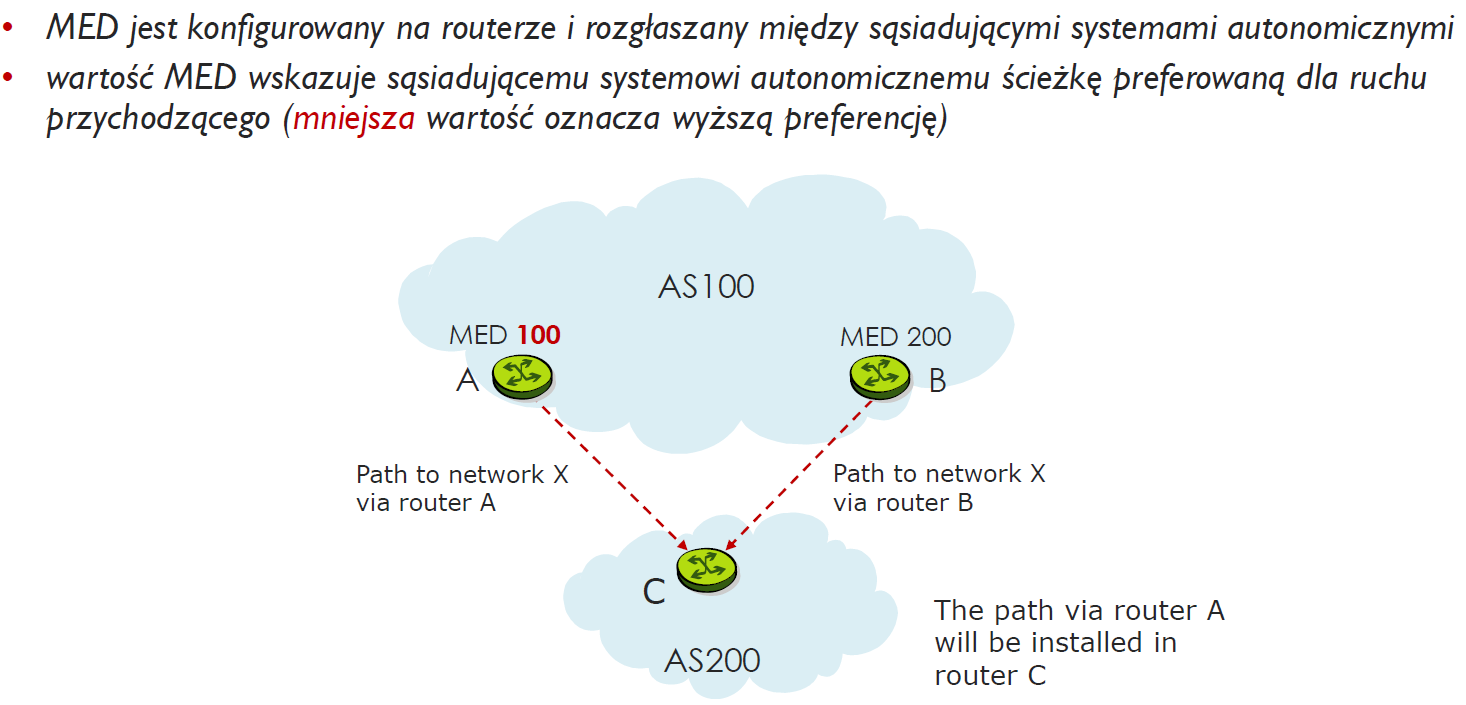 • MED jest konfigurowany na routerze i rozgłaszany między sąsiadującymi systemami autonomicznymi
• wartość MED wskazuje sąsiadującemu systemowi autonomicznemu ścieżkę preferowaną dla ruchu
przychodzącego (mniejsza wartość oznacza wyższą preferencję)
AS100
MED 100
MED 200
A
B
Path to network X
via router A
Path to network X
via router B
C
AS200
The path via router A
will be installed in
router C